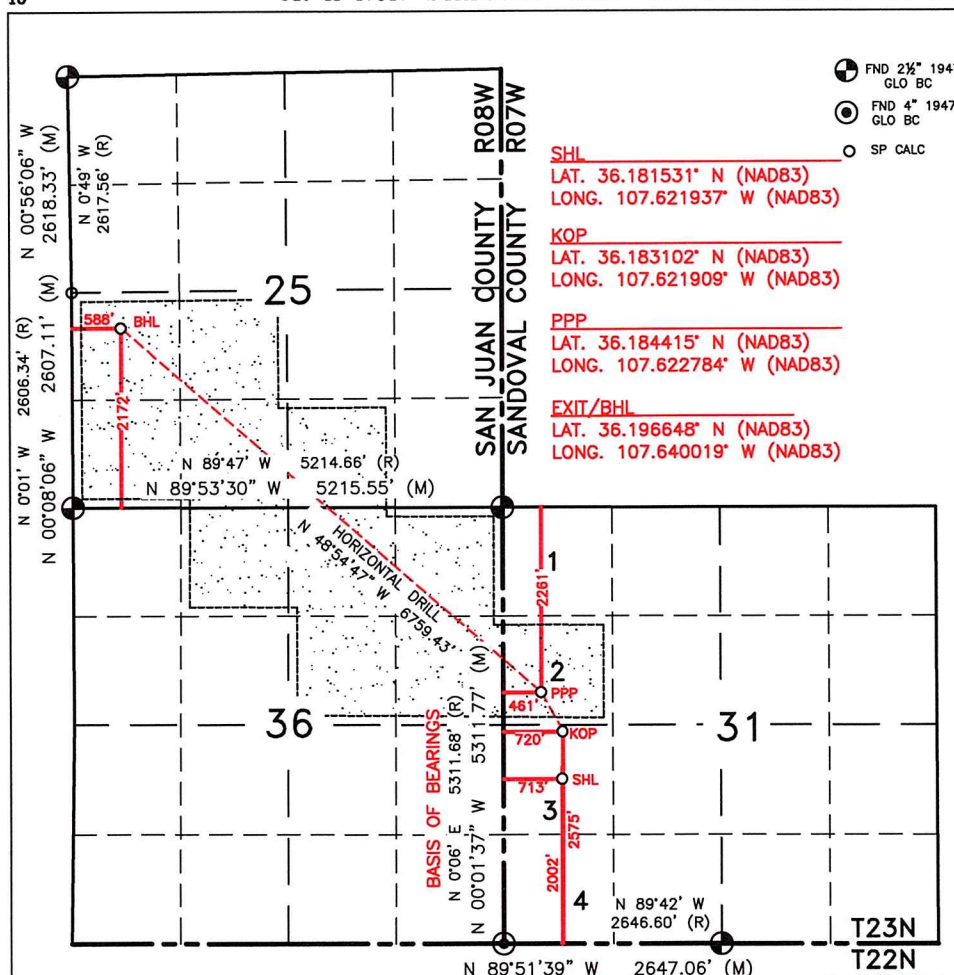 FND 2½" 194
GLO BC
FND 4" 1947
GLO BC
SP CALC
R08W
R07W
SAN JUAN COUNTY
SANDOVAL COUNTY
SHL
LAT. 36.181531° N (NAD83)
LONG. 107.621937° W (NAD83)
KOP
LAT. 36.183102° N (NAD83)
LONG. 107.621909° W (NAD83)
PPP
LAT. 36.184415° N (NAD83)
LONG. 107.622784° W (NAD83)
EXIT/BHL
LAT. 36.196648° N (NAD83)
LONG. 107.640019° W (NAD83)
N 00°56'06" W
2618.33' (M)
N 0°49' W
2617.56' (R)
25
588'
BHL
2172'
N 0°01' W 2606.34' (R)
N 00°08'06" W 2607.11' (M)
N 89°47' W 5214.66' (R)
N 89°53'30" W 5215.55' (M)
HORIZONTAL DRILL
N 48°54'47" W 6759.43'
1
2261'
2
PPP
461'
36
31
720'
KOP
713'
SHL
3
2575'
2002'
4
BASIS OF BEARINGS
N 0°06' E 5311.68' (R)
N 00°01'37" W 5311.77' (M)
N 89°42' W
2646.60' (R)
T23N
T22N
N 89°51'39" W 2647.06' (M)